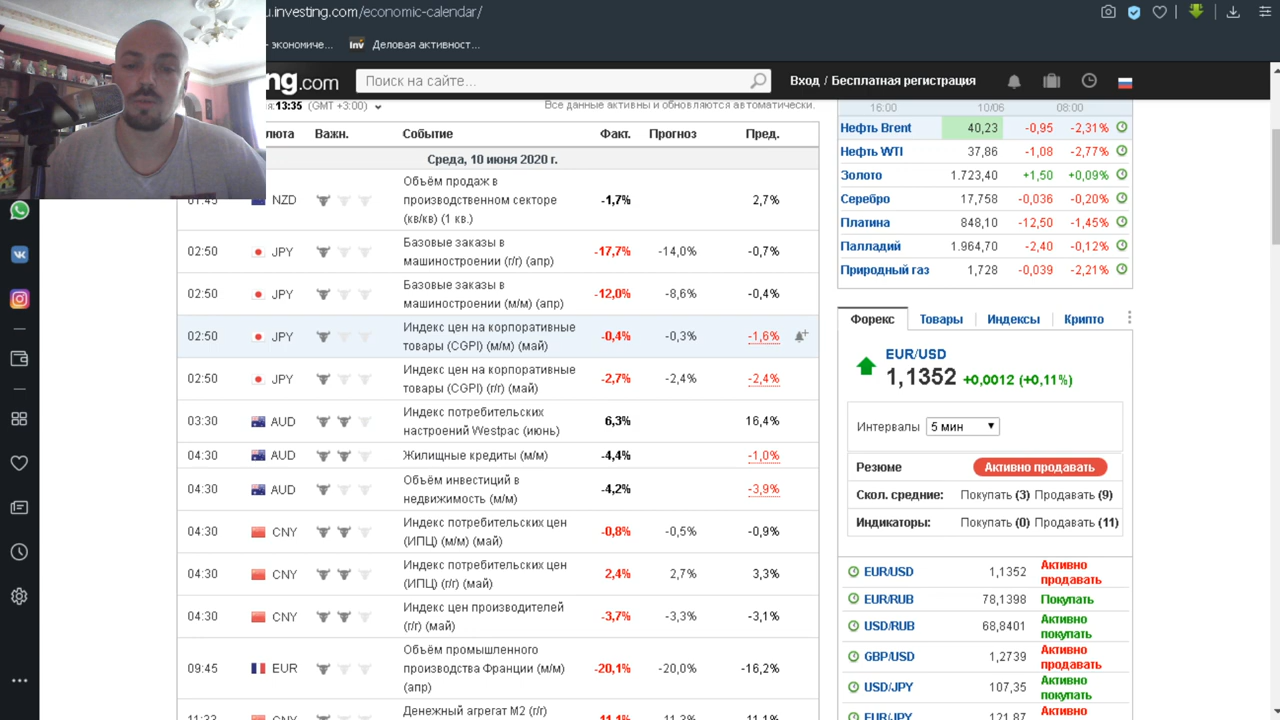 u.investing.com/economic-calendar/
- экономиче...
Inv Деловая активност...
ng.com
Поиск на сайте...
Вход / Бесплатная регистрация
13:35 (GMT +3:00)
Все данные активны и обновляются автоматически.
люта Важн. Событие Факт. Прогноз Пред.
Среда, 10 июня 2020 г.
01:45 NZD Объём продаж в
производственном секторе
(кв/кв) (1 кв.) -1,7% 2,7%
02:50 JPY Базовые заказы в
машиностроении (г/г) (апр) -17,7% -14,0% -0,7%
02:50 JPY Базовые заказы в
машиностроении (м/м) (апр) -12,0% -8,6% -0,4%
02:50 JPY Индекс цен на корпоративные
товары (CGPI) (м/м) (май) -0,4% -0,3% -1,6%
02:50 JPY Индекс цен на корпоративные
товары (CGPI) (г/г) (май) -2,7% -2,4% -2,4%
03:30 AUD Индекс потребительских
настроений Westpac (июнь) 6,3% 16,4%
04:30 AUD Жилищные кредиты (м/м) -4,4% -1,0%
04:30 AUD Объём инвестиций в
недвижимость (м/м) -4,2% -3,9%
04:30 CNY Индекс потребительских цен
(ИПЦ) (м/м) (май) -0,8% -0,5% -0,9%
04:30 CNY Индекс потребительских цен
(ИПЦ) (г/г) (май) 2,4% 2,7% 3,3%
04:30 CNY Индекс цен производителей
(г/г) (май) -3,7% -3,3% -3,1%
09:45 EUR Объём промышленного
производства Франции (м/м)
(апр) -20,1% -20,0% -16,2%
Денежный агрегат M2 (г/г)
16:00 10/06 08:00
Нефть Brent 40,23 -0,95 -2,31%
Нефть WTI 37,86 -1,08 -2,77%
Золото 1.723,40 +1,50 +0,09%
Серебро 17,758 -0,036 -0,20%
Платина 848,10 -12,50 -1,45%
Палладий 1.964,70 -2,40 -0,12%
Природный газ 1,728 -0,039 -2,21%
Форекс Товары Индексы Крипто
EUR/USD
1,1352 +0,0012 (+0,11%)
Интервалы 5 мин
Резюме Активно продавать
Скол. средние: Покупать (3) Продавать (9)
Индикаторы: Покупать (0) Продавать (11)
EUR/USD 1,1352 Активно
продавать
EUR/RUB 78,1398 Покупать
USD/RUB 68,8401 Активно
покупать
GBP/USD 1,2739 Активно
продавать
USD/JPY 107,35 Активно
покупать
EUR/JPY 121,87 Активно